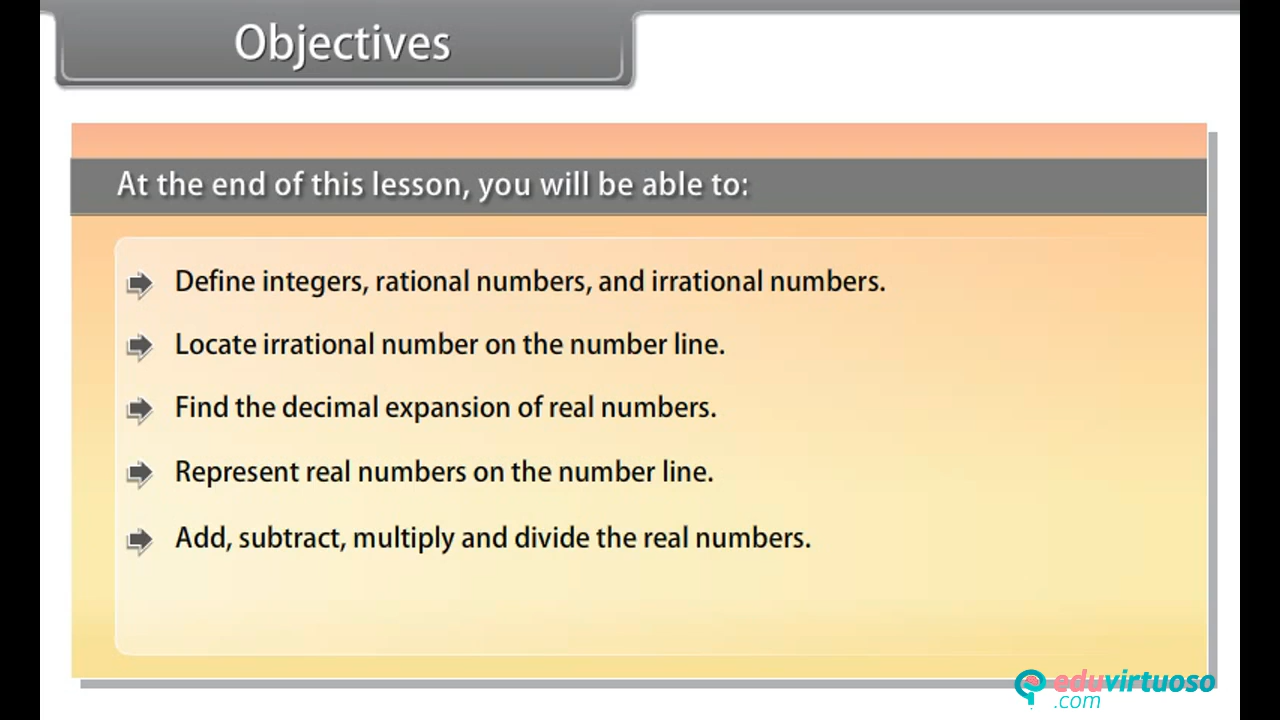 Objectives
At the end of this lesson, you will be able to:
Define integers, rational numbers, and irrational numbers.
Locate irrational number on the number line.
Find the decimal expansion of real numbers.
Represent real numbers on the number line.
Add, subtract, multiply and divide the real numbers.
eduvirtuoso
.com